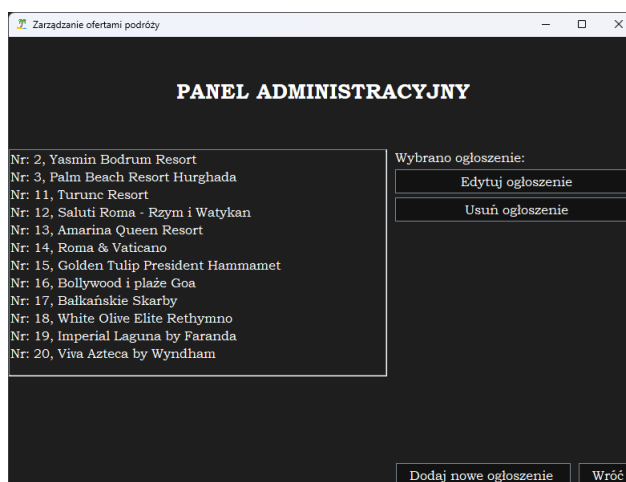 Zarządzanie ofertami podróży
PANEL ADMINISTRACYJNY
Nr: 2, Yasmin Bodrum Resort
Nr: 3, Palm Beach Resort Hurghada
Nr: 11, Turunc Resort
Nr: 12, Saluti Roma - Rzym i Watykan
Nr: 13, Amarina Queen Resort
Nr: 14, Roma & Vaticano
Nr: 15, Golden Tulip President Hammamet
Nr: 16, Bollywood i plaże Goa
Nr: 17, Bałkańskie Skarby
Nr: 18, White Olive Elite Rethymno
Nr: 19, Imperial Laguna by Faranda
Nr: 20, Viva Azteca by Wyndham
Wybrano ogłoszenie:
Edytuj ogłoszenie
Usuń ogłoszenie
Dodaj nowe ogłoszenie
Wróć